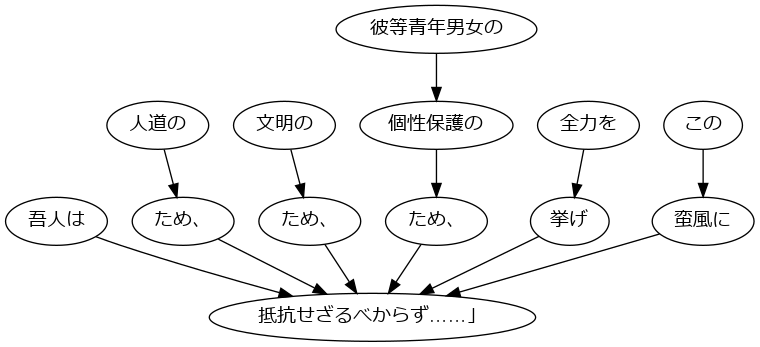 彼等青年男女の
人道の
文明の
個性保護の
全力を
この
吾人は
ため、
ため、
ため、
挙げ
蛮風に
抵抗せざるべからず……」